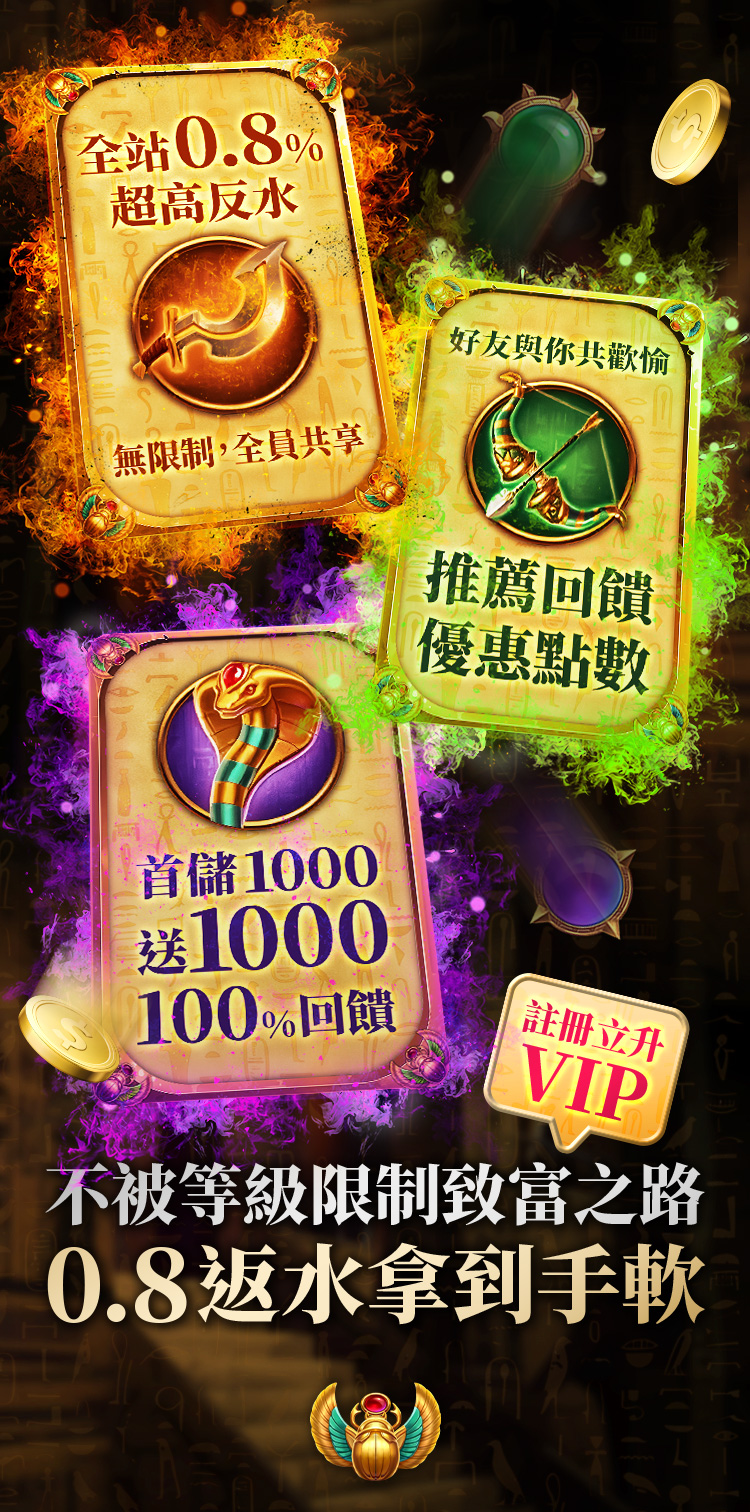 全站0.8%
超高反水
無限制，全員共享
好友與你共歡愉
推薦回饋
優惠點數
首儲1000
送1000
100%回饋
註冊立升
VIP
不被等級限制致富之路
0.8返水拿到手軟